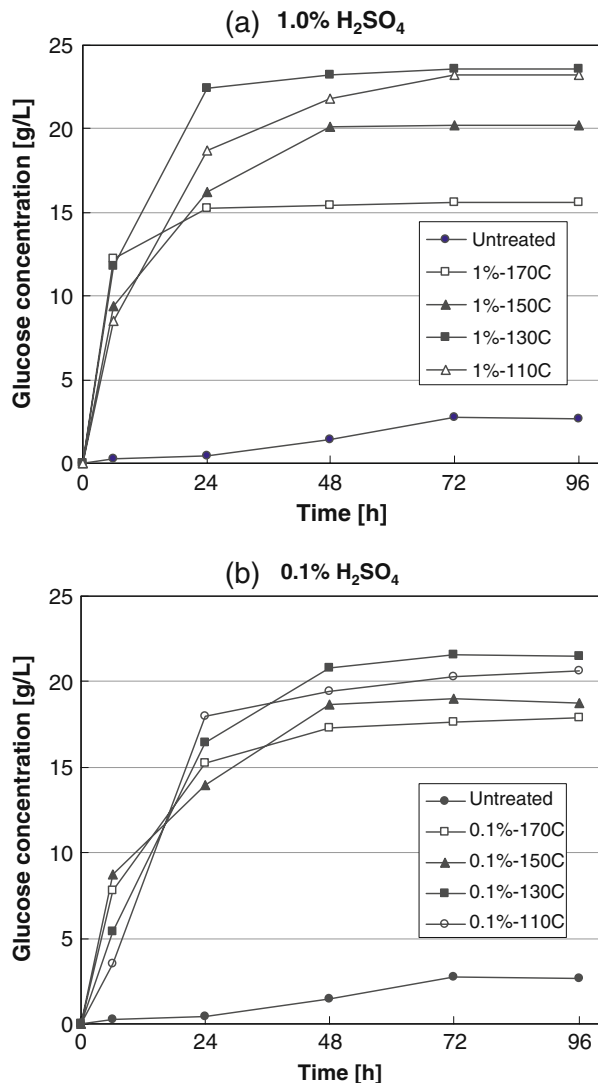 (a) 1.0% H₂SO₄
Glucose concentration [g/L]
25
20
15
10
5
0
Untreated
1%-170C
1%-150C
1%-130C
1%-110C
0 24 48 72 96
Time [h]
(b) 0.1% H₂SO₄
Glucose concentration [g/L]
25
20
15
10
5
0
Untreated
0.1%-170C
0.1%-150C
0.1%-130C
0.1%-110C
0 24 48 72 96
Time [h]